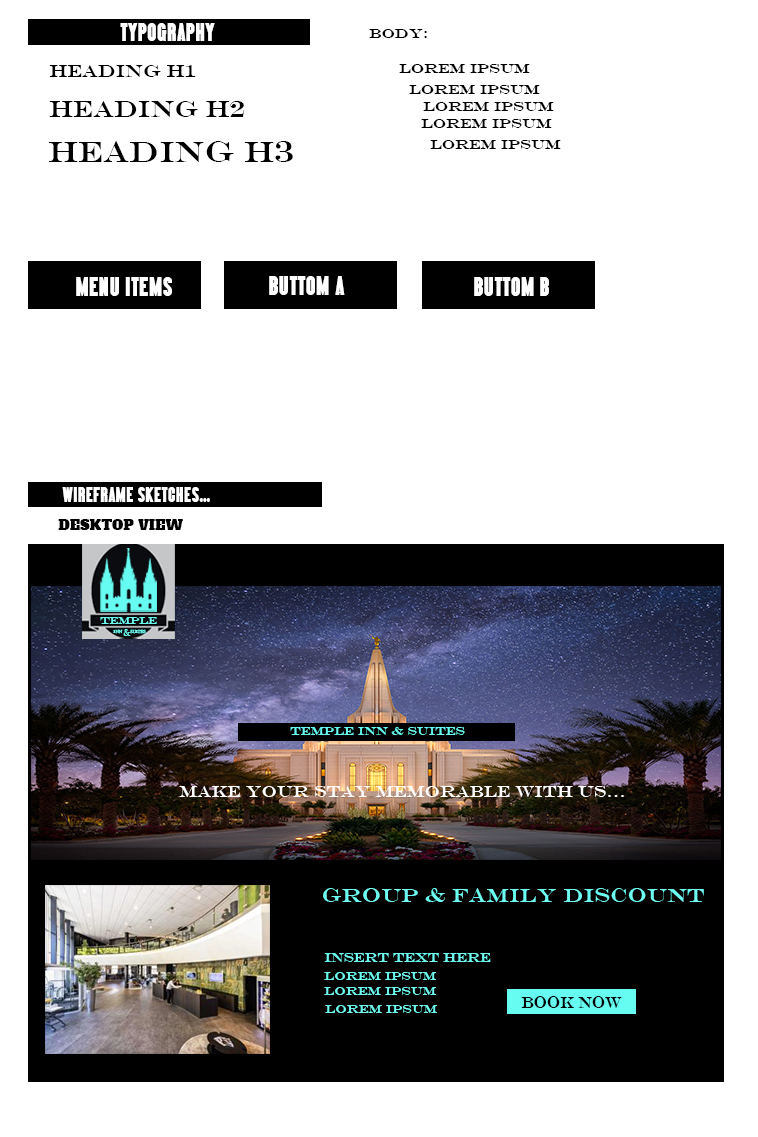 TYPOGRAPHY
HEADING H1
HEADING H2
HEADING H3
BODY:
LOREM IPSUM
LOREM IPSUM
LOREM IPSUM
LOREM IPSUM
LOREM IPSUM
MENU ITEMS
BUTTOM A
BUTTOM B
WIREFRAME SKETCHES...
DESKTOP VIEW
TEMPLE
INN & SUITES
TEMPLE INN & SUITES
MAKE YOUR STAY MEMORABLE WITH US...
GROUP & FAMILY DISCOUNT
INSERT TEXT HERE
LOREM IPSUM
LOREM IPSUM
LOREM IPSUM
BOOK NOW